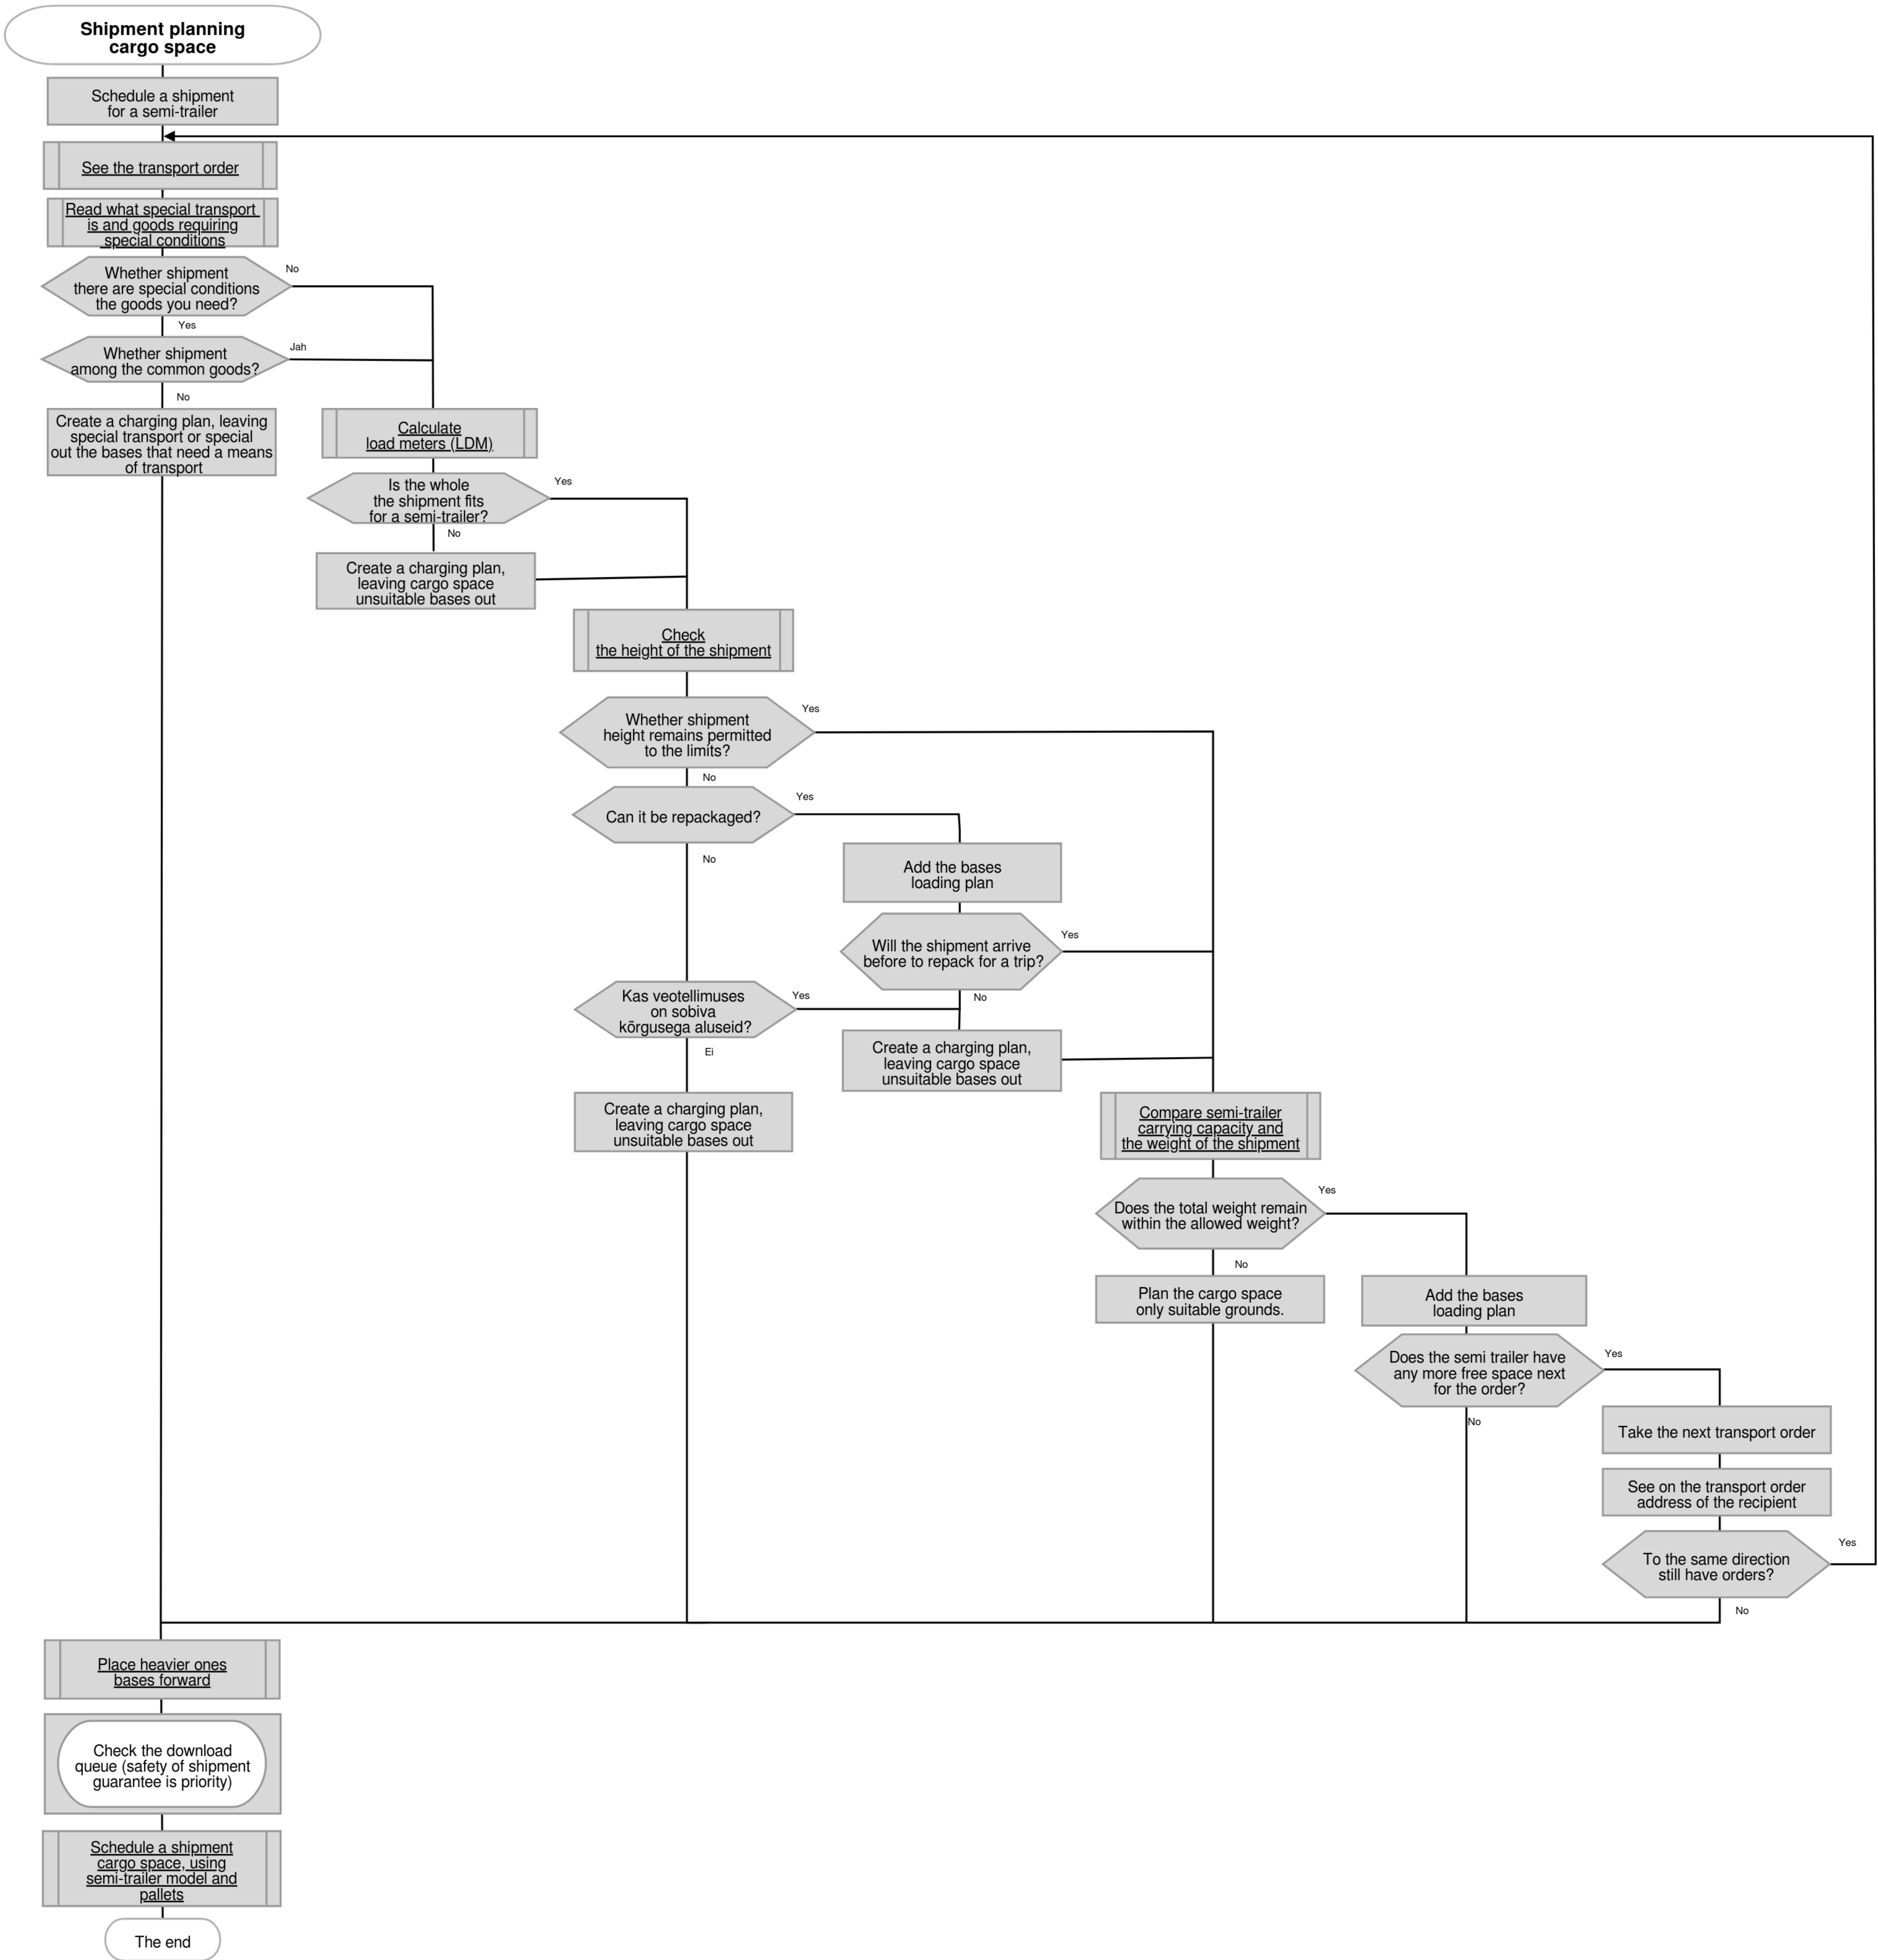 Shipment planning
cargo space
Schedule a shipment
for a semi-trailer
See the transport order
Read what special transport
is and goods requiring
special conditions
Whether shipment
there are special conditions
the goods you need?
No
Yes
Whether shipment
among the common goods?
Jah
No
Create a charging plan, leaving
special transport or special
out the bases that need a means
of transport
Calculate
load meters (LDM)
Is the whole
the shipment fits
for a semi-trailer?
Yes
No
Create a charging plan,
leaving cargo space
unsuitable bases out
Check
the height of the shipment
Whether shipment
height remains permitted
to the limits?
Yes
No
Can it be repackaged?
Yes
No
Add the bases
loading plan
Will the shipment arrive
before to repack for a trip?
Yes
No
Kas veotellimuses
on sobiva
kõrgusega aluseid?
Yes
Ei
Create a charging plan,
leaving cargo space
unsuitable bases out
Create a charging plan,
leaving cargo space
unsuitable bases out
Compare semi-trailer
carrying capacity and
the weight of the shipment
Does the total weight remain
within the allowed weight?
Yes
No
Plan the cargo space
only suitable grounds.
Add the bases
loading plan
Does the semi trailer have
any more free space next
for the order?
Yes
No
Take the next transport order
See on the transport order
address of the recipient
To the same direction
still have orders?
Yes
No
Place heavier ones
bases forward
Check the download
queue (safety of shipment
guarantee is priority)
Schedule a shipment
cargo space, using
semi-trailer model and
pallets
The end